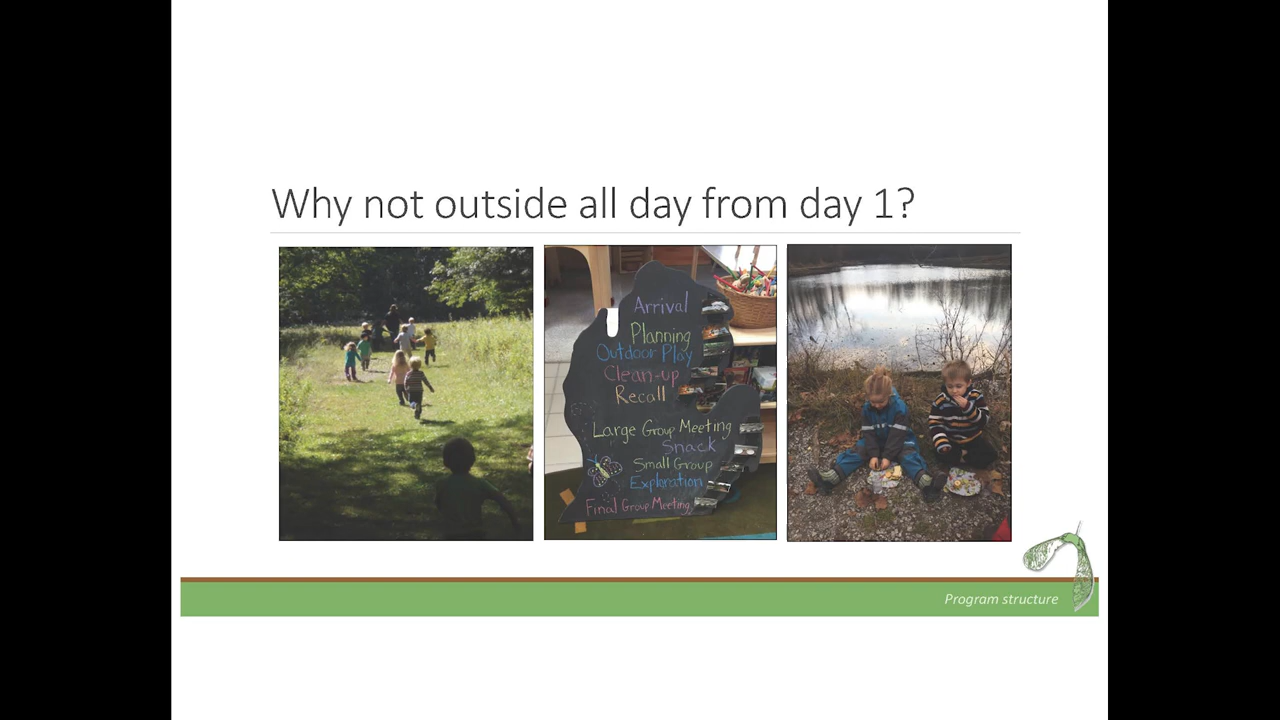 Why not outside all day from day 1?
Arrival
Planning
Outdoor Play
Clean-up
Recall
Large Group Meeting
Snack
Small Group
Exploration
Final Group Meeting
Program structure